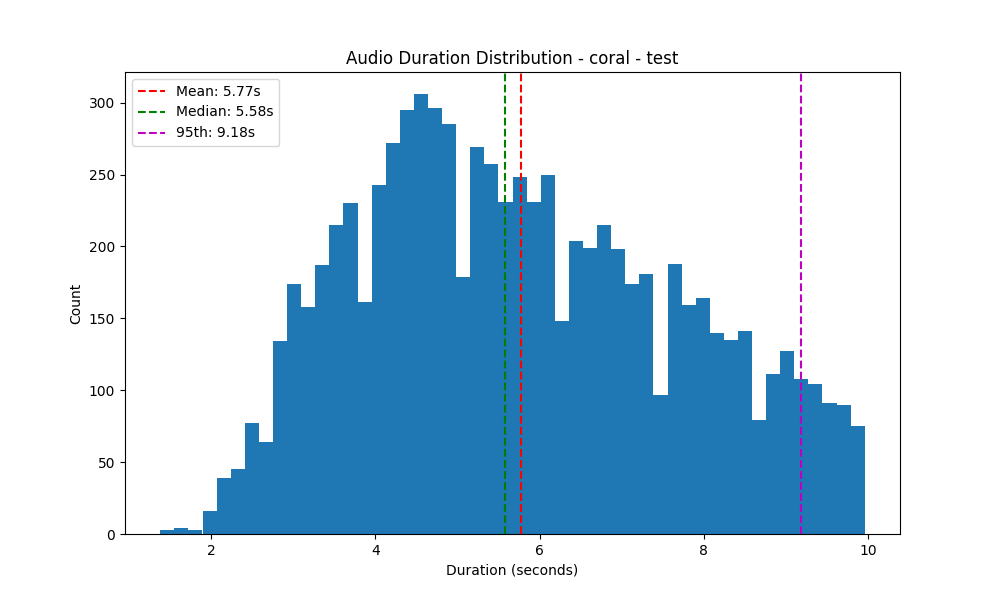 Audio Duration Distribution - coral - test
Mean: 5.77s
Median: 5.58s
95th: 9.18s
300
250
200
150
100
50
0
Count
2 4 6 8 10
Duration (seconds)